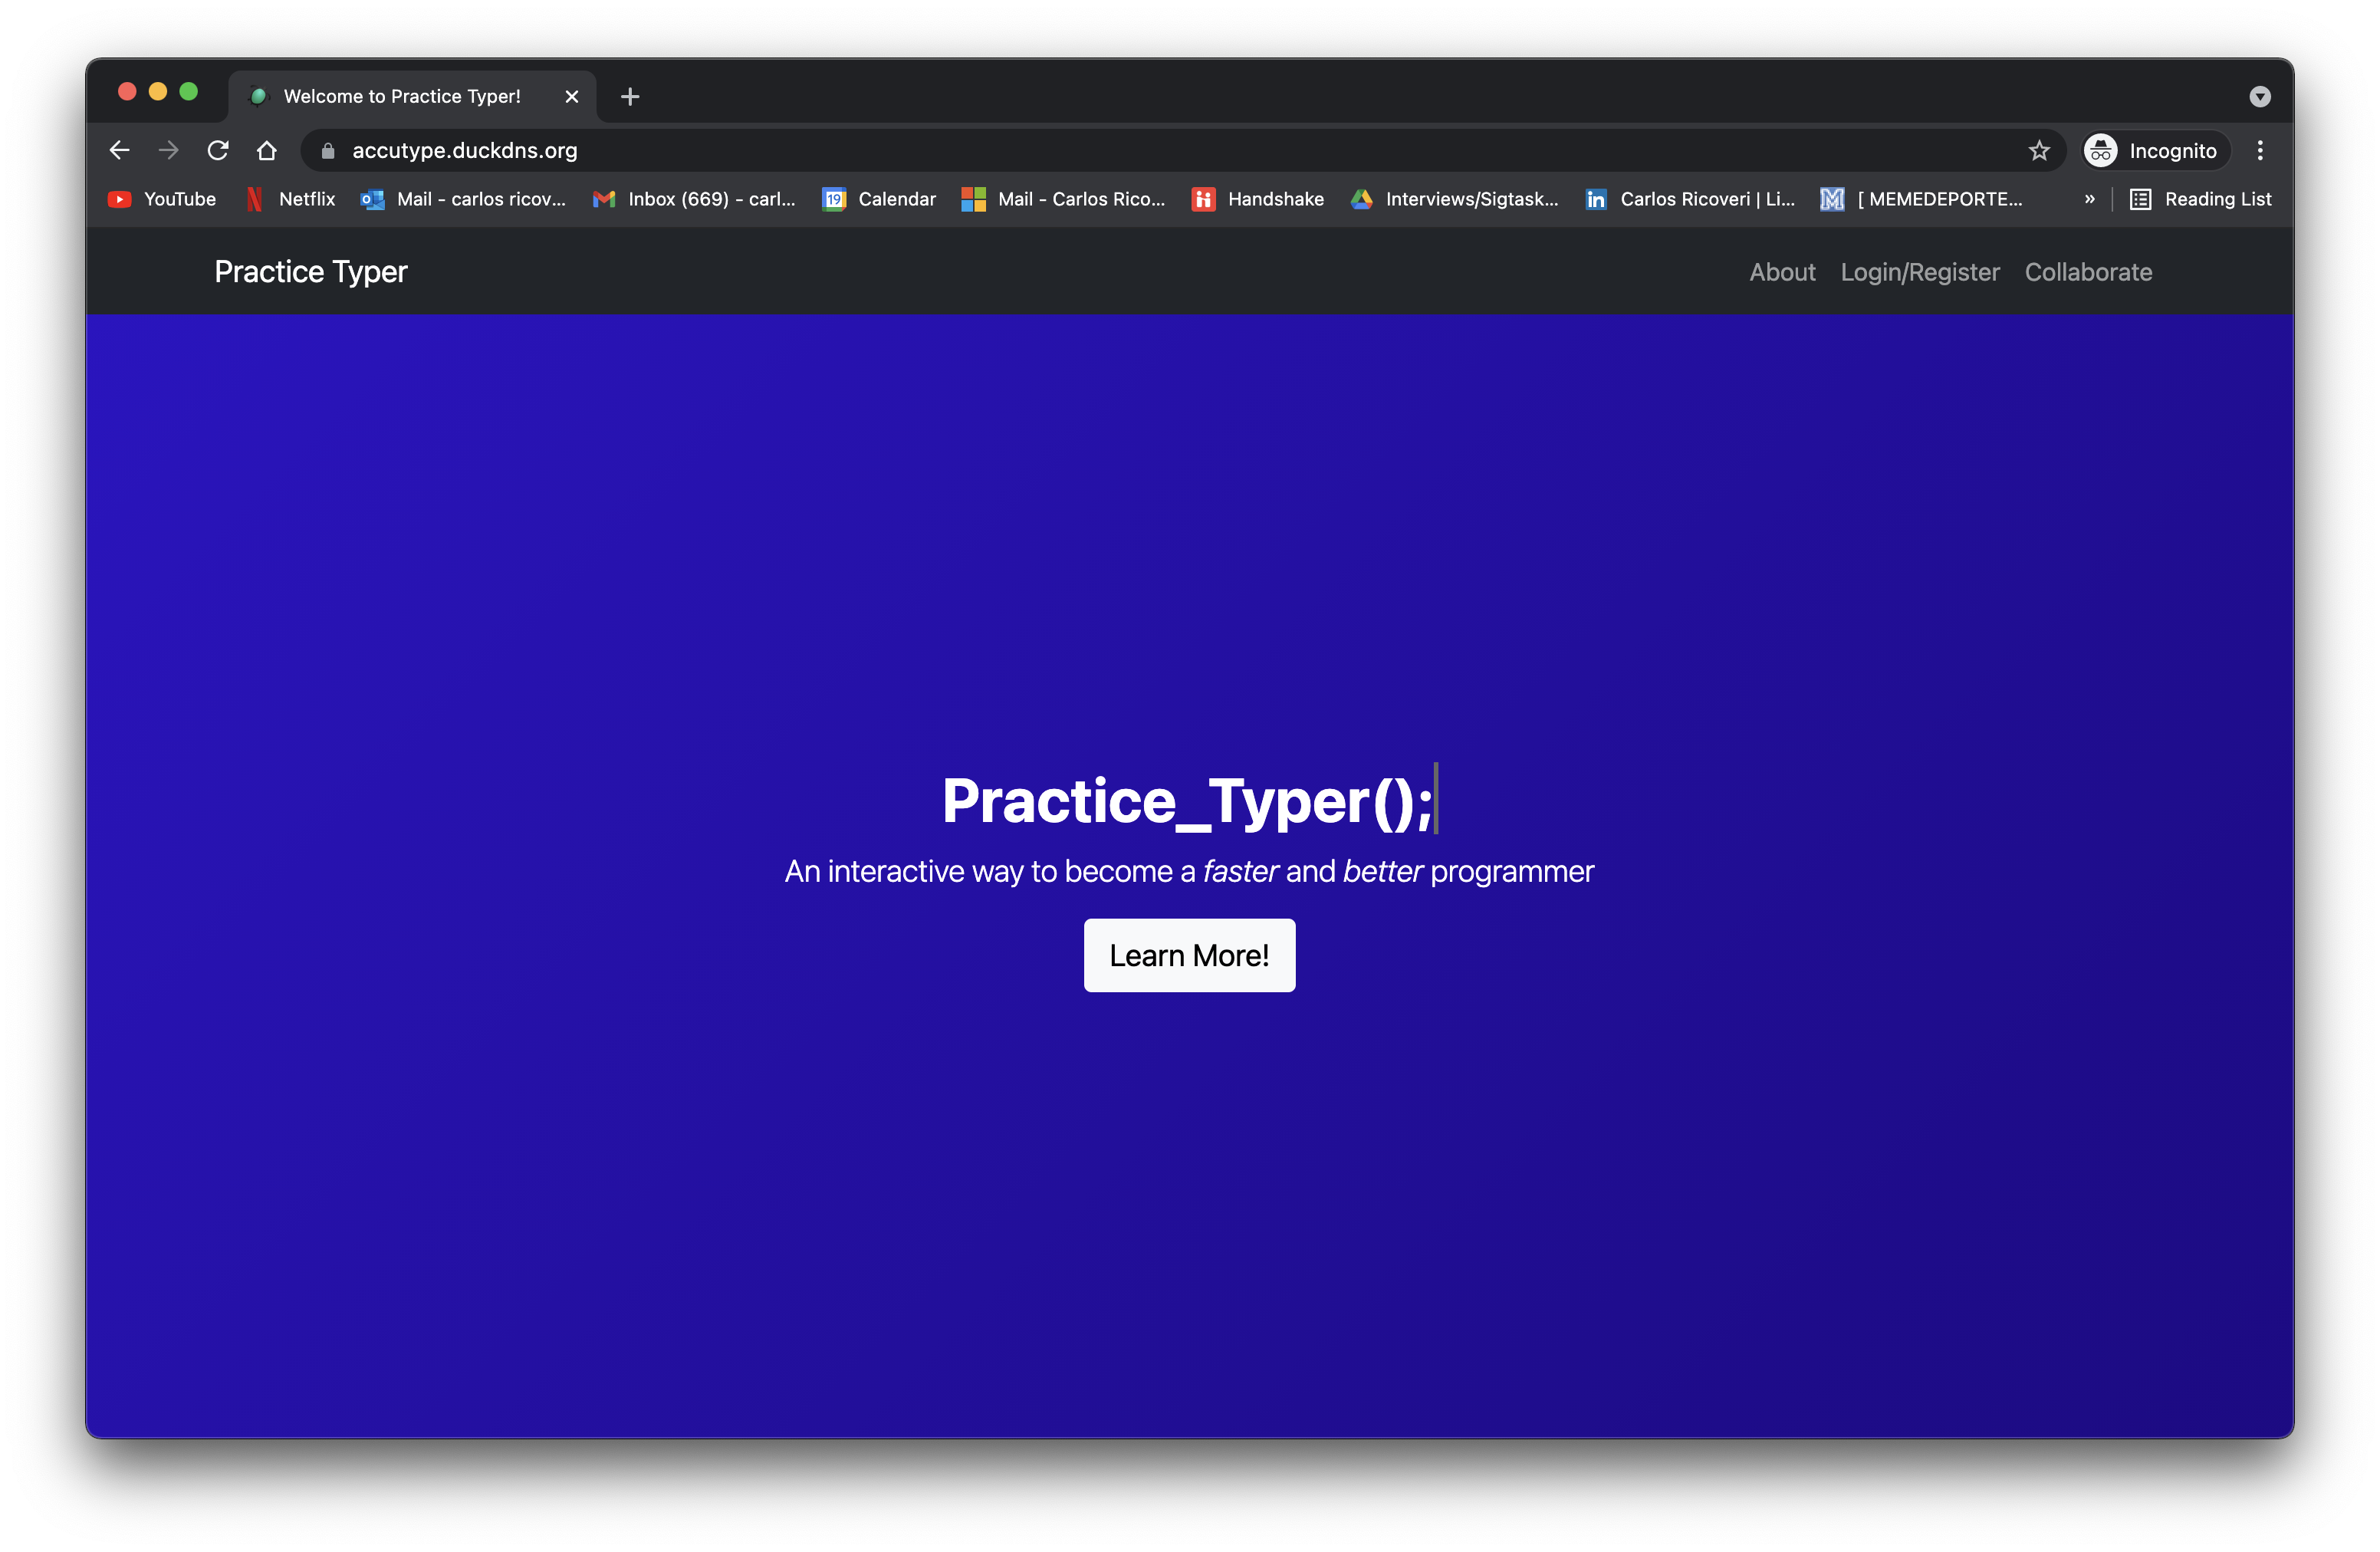 Welcome to Practice Typer!
accutype.duckdns.org
Incognito
YouTube Netflix Mail - carlos ricov... Inbox (669) - carl... 19 Calendar Mail - Carlos Rico... Handshake Interviews/Sigtask... in Carlos Ricoveri | Li... M [ MEMEDEPORTE... » Reading List
Practice Typer About Login/Register Collaborate
Practice_Typer();
An interactive way to become a faster and better programmer
Learn More!